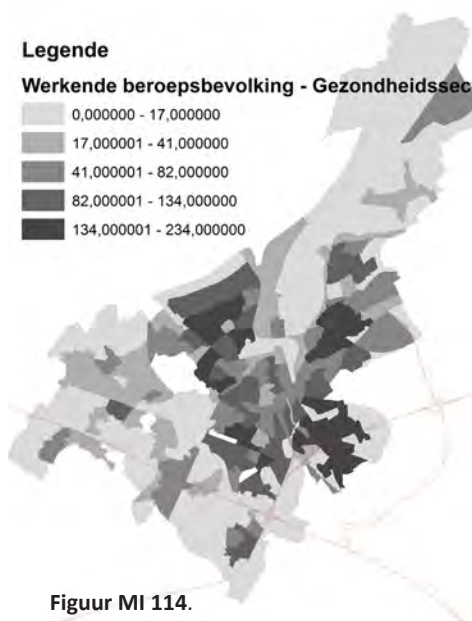 Legende
Werkende beroepsbevolking - Gezondheidssec
0,000000 - 17,000000
17,000001 - 41,000000
41,000001 - 82,000000
82,000001 - 134,000000
134,000001 - 234,000000
Figuur MI 114.